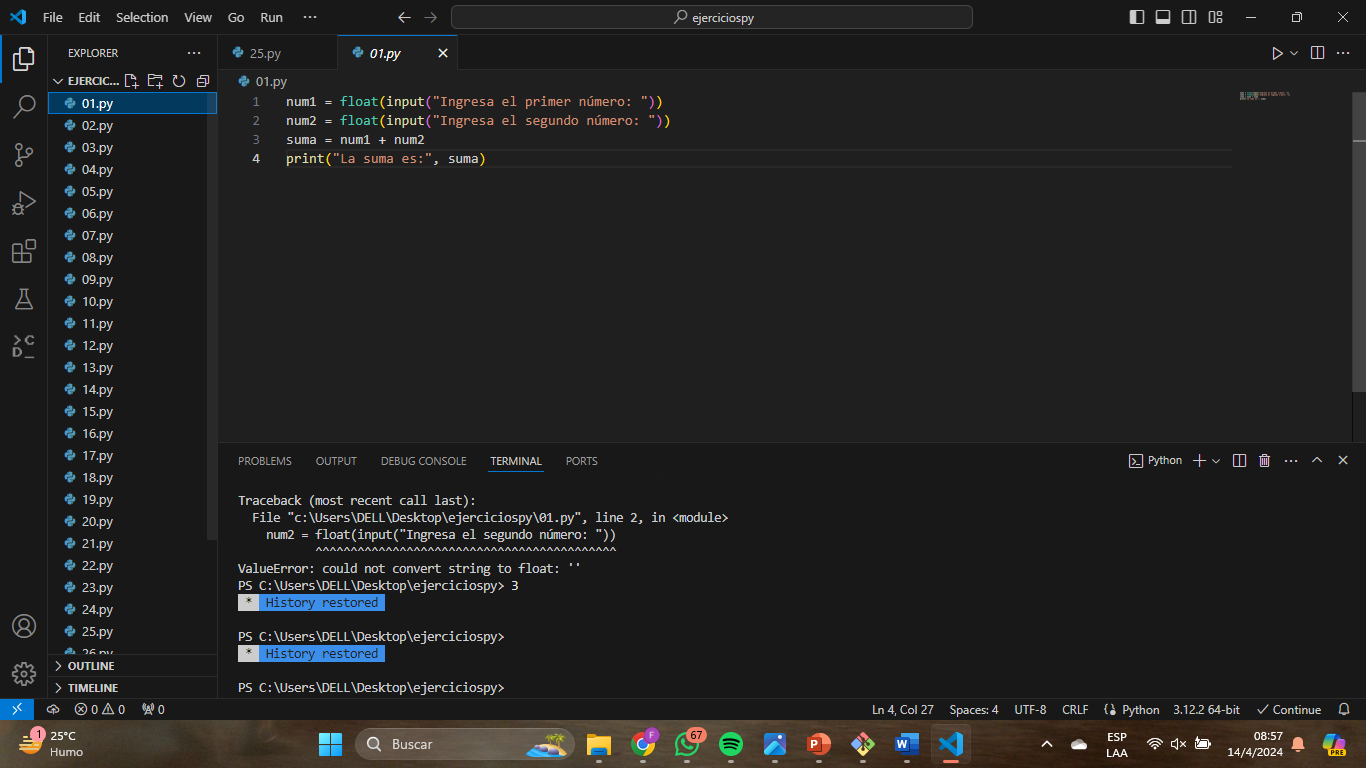 File Edit Selection View Go Run ···
ejerciciospy
EXPLORER ···
EJERCIC...
01.py
02.py
03.py
04.py
05.py
06.py
07.py
08.py
09.py
10.py
11.py
12.py
13.py
14.py
15.py
16.py
17.py
18.py
19.py
20.py
21.py
22.py
23.py
24.py
25.py
26.py
OUTLINE
TIMELINE
25.py 01.py
01.py
1 num1 = float(input("Ingresa el primer número: "))
2 num2 = float(input("Ingresa el segundo número: "))
3 suma = num1 + num2
4 print("La suma es:", suma)
PROBLEMS OUTPUT DEBUG CONSOLE TERMINAL PORTS
Python
Traceback (most recent call last):
File "c:\Users\DELL\Desktop\ejerciciospy\01.py", line 2, in <module>
num2 = float(input("Ingresa el segundo número: "))
^^^^^^^^^^^^^^^^^^^^^^^^^^^^^^^^^^^^^^^^^^^
ValueError: could not convert string to float: ''
PS C:\Users\DELL\Desktop\ejerciciospy> 3
* History restored
PS C:\Users\DELL\Desktop\ejerciciospy>
* History restored
PS C:\Users\DELL\Desktop\ejerciciospy>
0 0 0 Ln 4, Col 27 Spaces: 4 UTF-8 CRLF Python 3.12.2 64-bit Continue
1 25°C
Humo
Buscar
F
67
ESP
LAA
08:57
14/4/2024
PRE